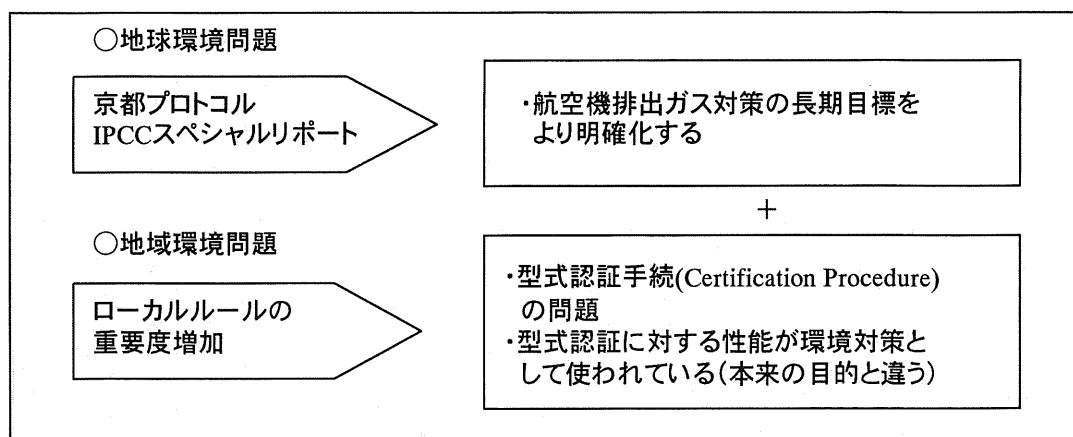 ○地球環境問題
京都プロトコル
IPCCスペシャルリポート
・航空機排出ガス対策の長期目標を
より明確化する
＋
○地域環境問題
ローカルルールの
重要度増加
・型式認証手続(Certification Procedure)
の問題
・型式認証に対する性能が環境対策と
して使われている(本来の目的と違う)